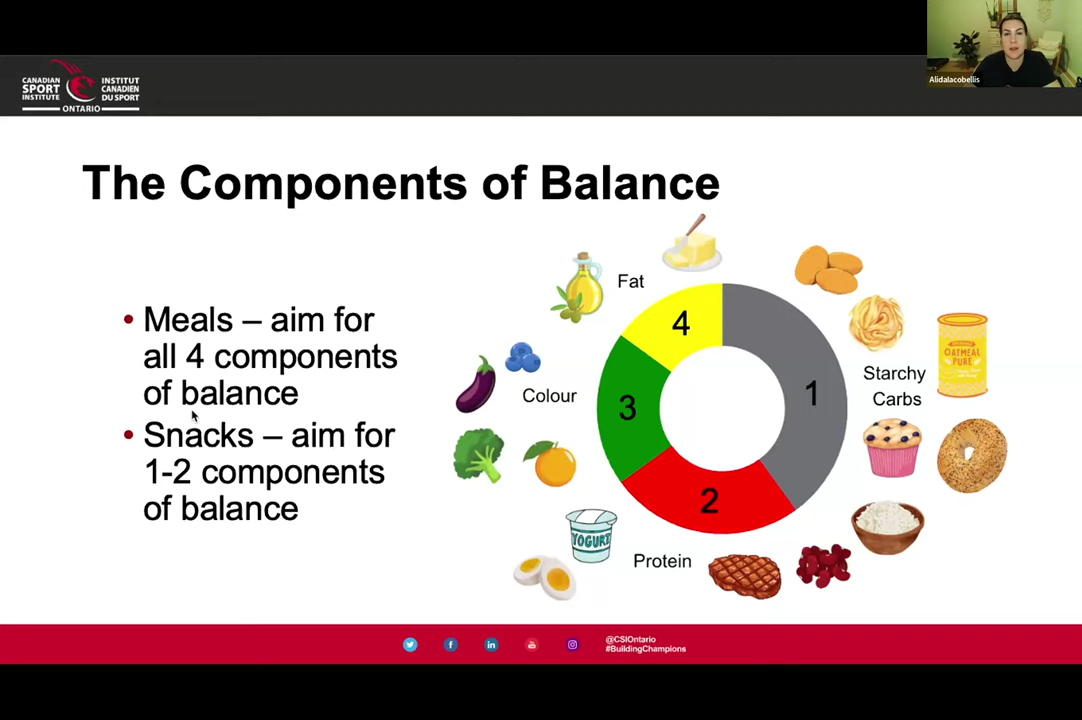 AlidaIacobellis
CANADIAN
SPORT
INSTITUTE
INSTITUT
CANADIEN
DU SPORT
ONTARIO
The Components of Balance
• Meals – aim for
all 4 components
of balance
• Snacks – aim for
1-2 components
of balance
Fat
4
1
Starchy
Carbs
OATMEAL
PURE
Colour
3
2
YOGURT
Protein
@CSIOntario
#BuildingChampions